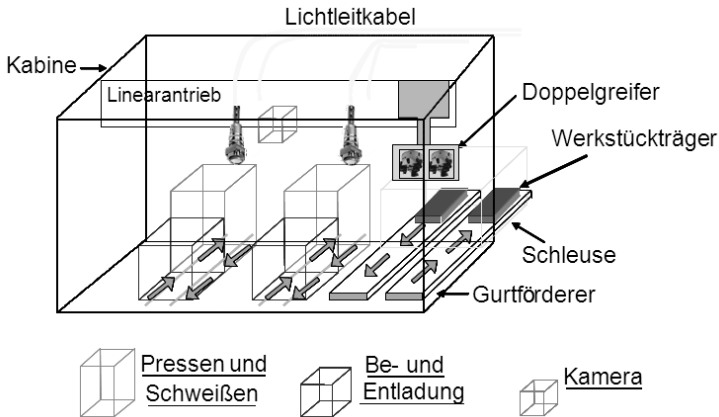 Lichtleitkabel
Kabine
Linearantrieb
Doppelgreifer
Werkstückträger
Schleuse
Gurtförderer
Pressen und
Schweißen
Be- und
Entladung
Kamera